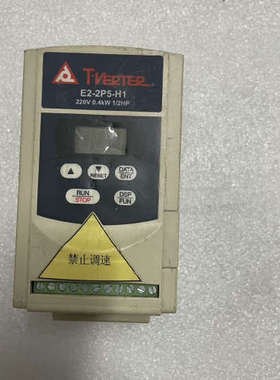 T-VERTER
E2-2P5-H1
220V 0.4kW 1/2HP
▲
▼
RESET
DATA
ENT
RUN
STOP
DSP
FUN
禁止调速